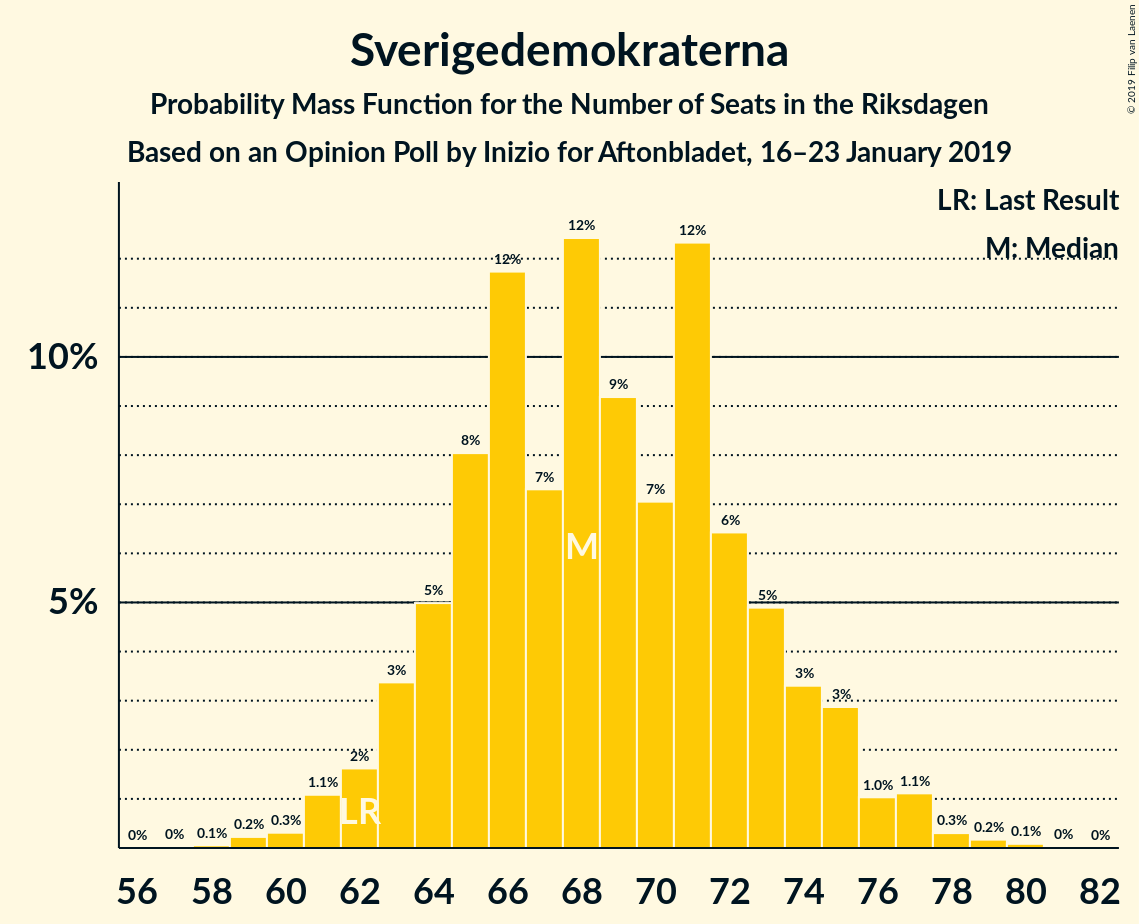 © 2019 Filip van Laenen
Sverigedemokraterna
Probability Mass Function for the Number of Seats in the Riksdagen
Based on an Opinion Poll by Inizio for Aftonbladet, 16–23 January 2019
LR: Last Result
M: Median
10%
5%
0% 0% 0.1% 0.2% 0.3% 1.1% 2% 3% 5% 8% 12% 7% 12% 9% 7% 12% 6% 5% 3% 3% 1.0% 1.1% 0.3% 0.2% 0.1% 0% 0%
M
LR
56 58 60 62 64 66 68 70 72 74 76 78 80 82